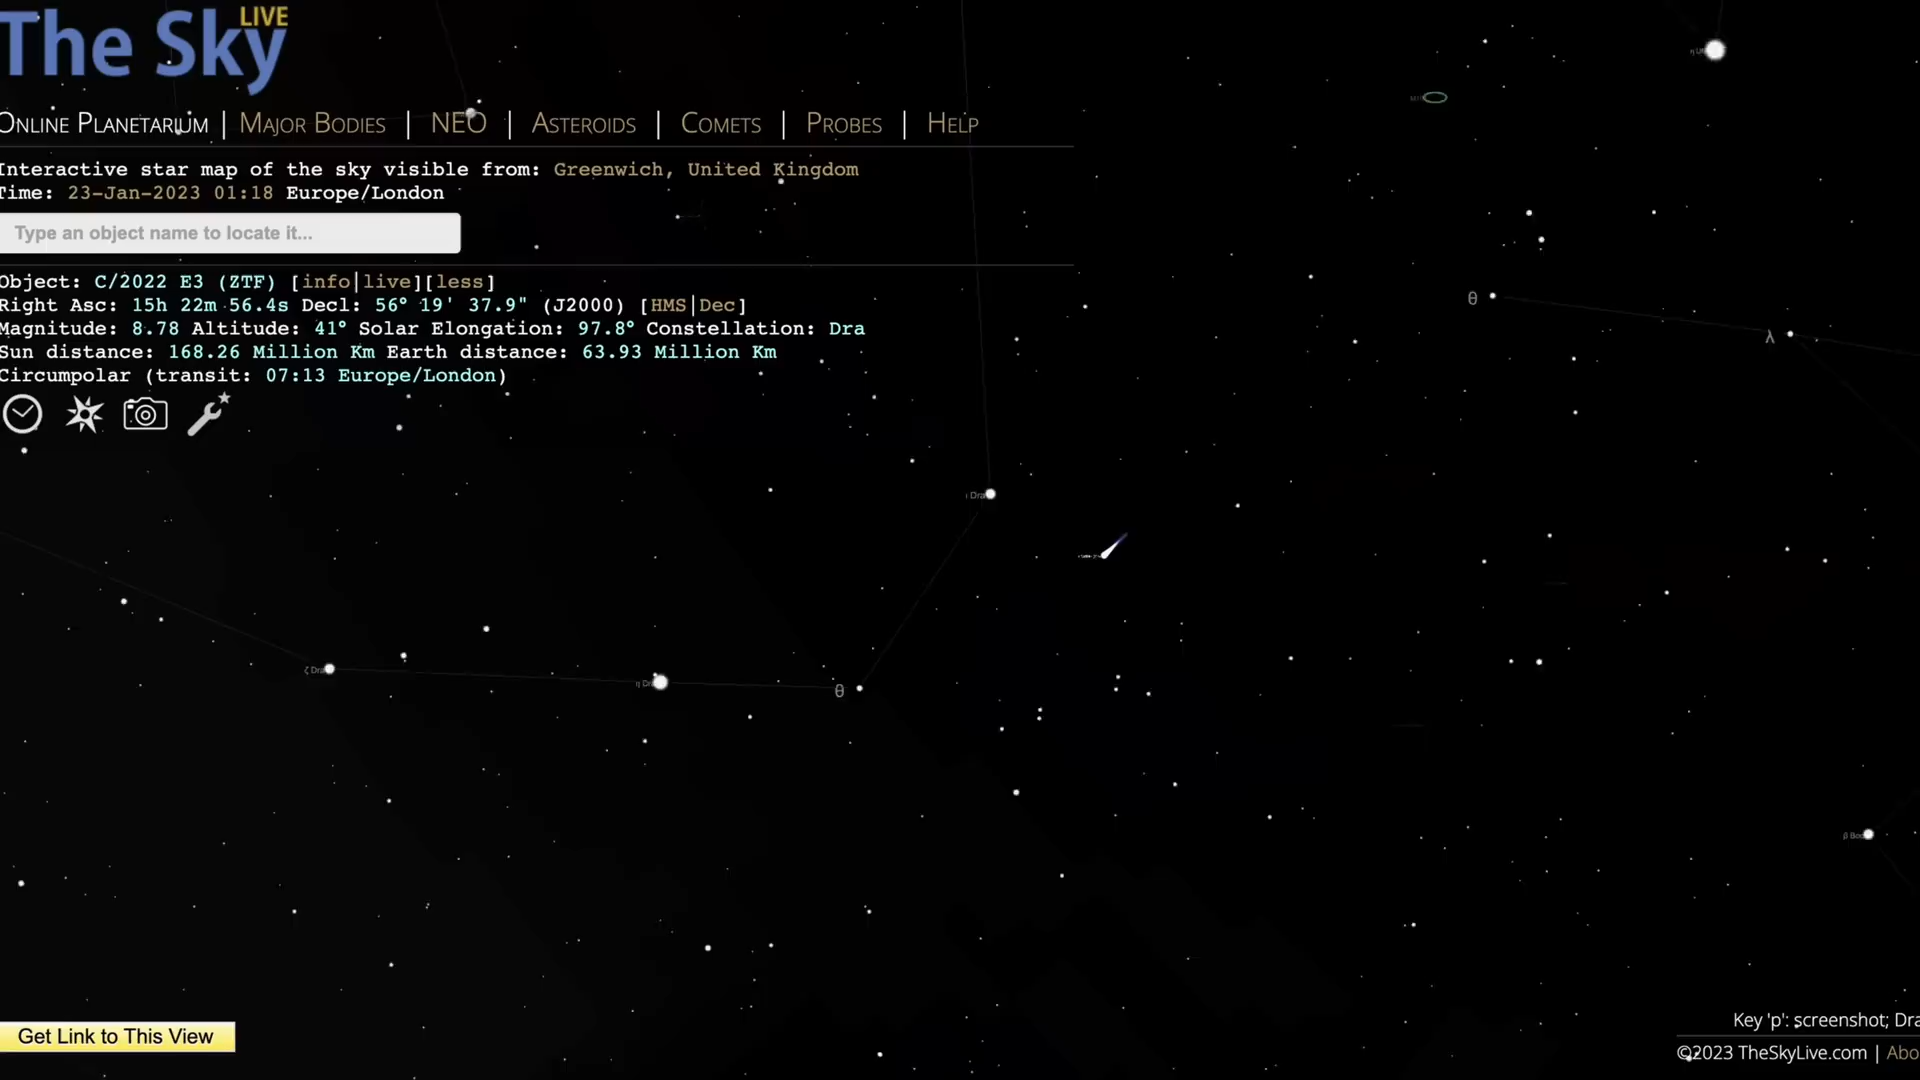 The Sky LIVE
ONLINE PLANETARIUM | MAJOR BODIES | NEO | ASTEROIDS | COMETS | PROBES | HELP
Interactive star map of the sky visible from: Greenwich, United Kingdom
Time: 23-Jan-2023 01:18 Europe/London
Type an object name to locate it...
Object: C/2022 E3 (ZTF) [info|live][less]
Right Asc: 15h 22m 56.4s Decl: 56° 19' 37.9" (J2000) [HMS|Dec]
Magnitude: 8.78 Altitude: 41° Solar Elongation: 97.8° Constellation: Dra
Sun distance: 168.26 Million Km Earth distance: 63.93 Million Km
Circumpolar (transit: 07:13 Europe/London)
θ
λ
ι Dra
ζ Dra
η Dra
θ
β Boo
Get Link to This View
Key 'p': screenshot; Dra
©2023 TheSkyLive.com | Abo